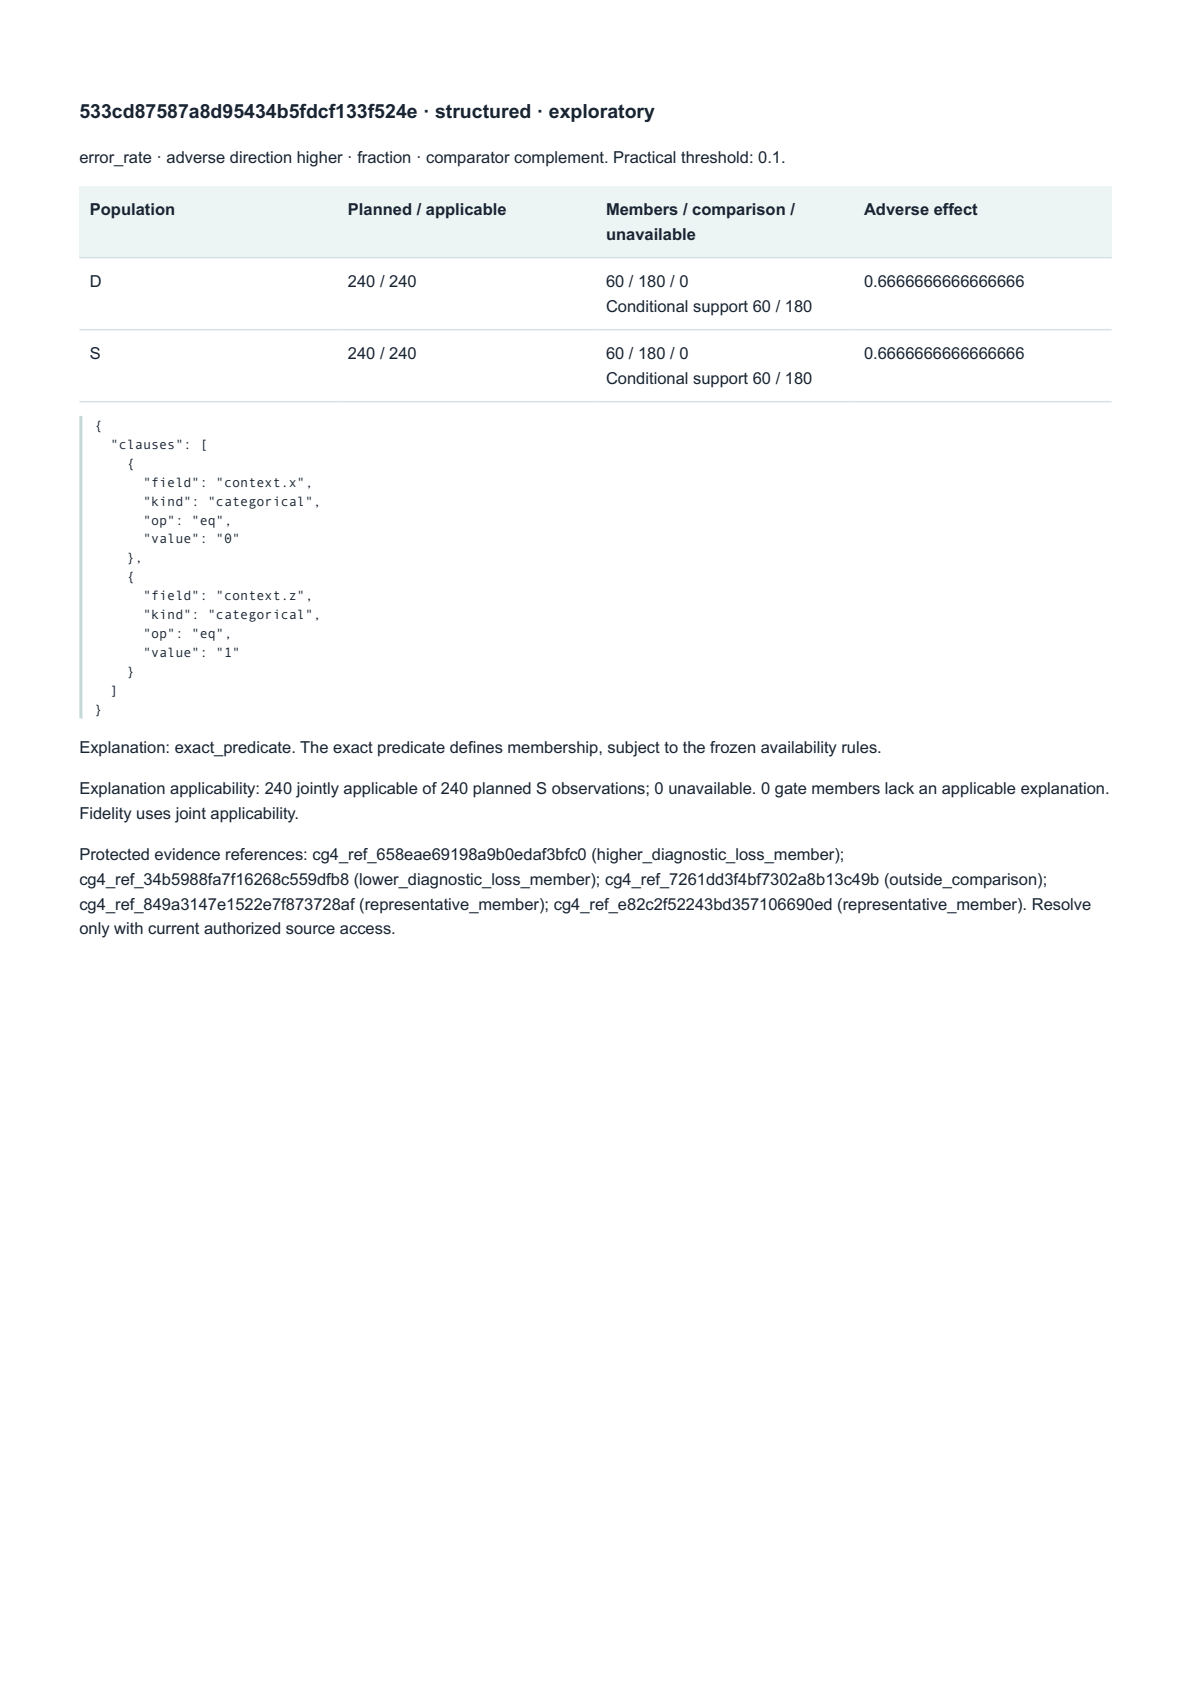 533cd87587a8d95434b5fdcf133f524e · structured · exploratory
error_rate · adverse direction higher · fraction · comparator complement. Practical threshold: 0.1.
Population Planned / applicable Members / comparison / unavailable Adverse effect
D 240 / 240 60 / 180 / 0 0.6666666666666666
Conditional support 60 / 180
S 240 / 240 60 / 180 / 0 0.6666666666666666
Conditional support 60 / 180
{
  "clauses": [
    {
      "field": "context.x",
      "kind": "categorical",
      "op": "eq",
      "value": "0"
    },
    {
      "field": "context.z",
      "kind": "categorical",
      "op": "eq",
      "value": "1"
    }
  ]
}
Explanation: exact_predicate. The exact predicate defines membership, subject to the frozen availability rules.
Explanation applicability: 240 jointly applicable of 240 planned S observations; 0 unavailable. 0 gate members lack an applicable explanation.
Fidelity uses joint applicability.
Protected evidence references: cg4_ref_658eae69198a9b0edaf3bfc0 (higher_diagnostic_loss_member);
cg4_ref_34b5988fa7f16268c559dfb8 (lower_diagnostic_loss_member); cg4_ref_7261dd3f4bf7302a8b13c49b (outside_comparison);
cg4_ref_849a3147e1522e7f873728af (representative_member); cg4_ref_e82c2f52243bd357106690ed (representative_member). Resolve
only with current authorized source access.